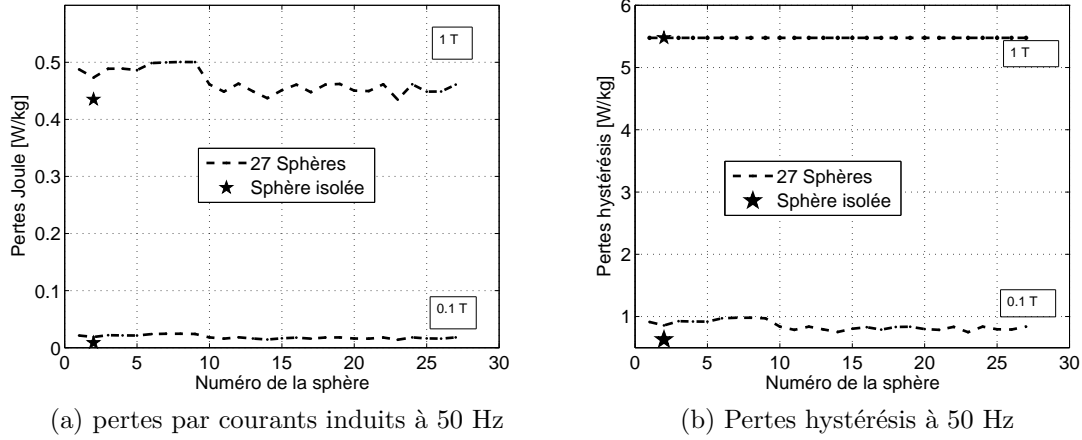 0.5
0.4
0.3
0.2
0.1
0
Pertes Joule [W/kg]
0 5 10 15 20 25 30
Numéro de la sphère
1 T
27 Sphères
Sphère isolée
0.1 T
(a) pertes par courants induits à 50 Hz
6
5
4
3
2
1
Pertes hystérésis [W/kg]
0 5 10 15 20 25 30
Numéro de la sphère
1 T
27 Sphères
Sphère isolée
0.1 T
(b) Pertes hystérésis à 50 Hz